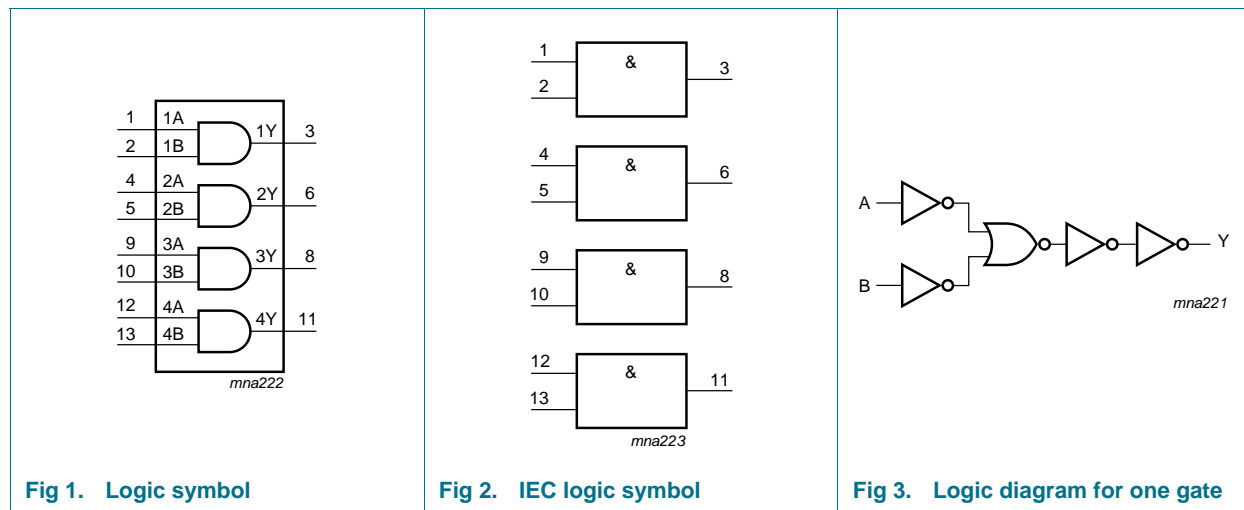 1 1A 1Y 3
2 1B
4 2A 2Y 6
5 2B
9 3A 3Y 8
10 3B
12 4A 4Y 11
13 4B
mna222
Fig 1. Logic symbol
1 & 3
2
4 & 6
5
9 & 8
10
12 & 11
13
mna223
Fig 2. IEC logic symbol
A
Y
B
mna221
Fig 3. Logic diagram for one gate